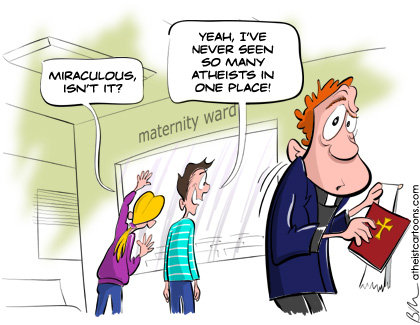 MIRACULOUS,
ISN'T IT?
YEAH, I'VE
NEVER SEEN
SO MANY
ATHEISTS IN
ONE PLACE!
maternity ward
atheistcartoons.com